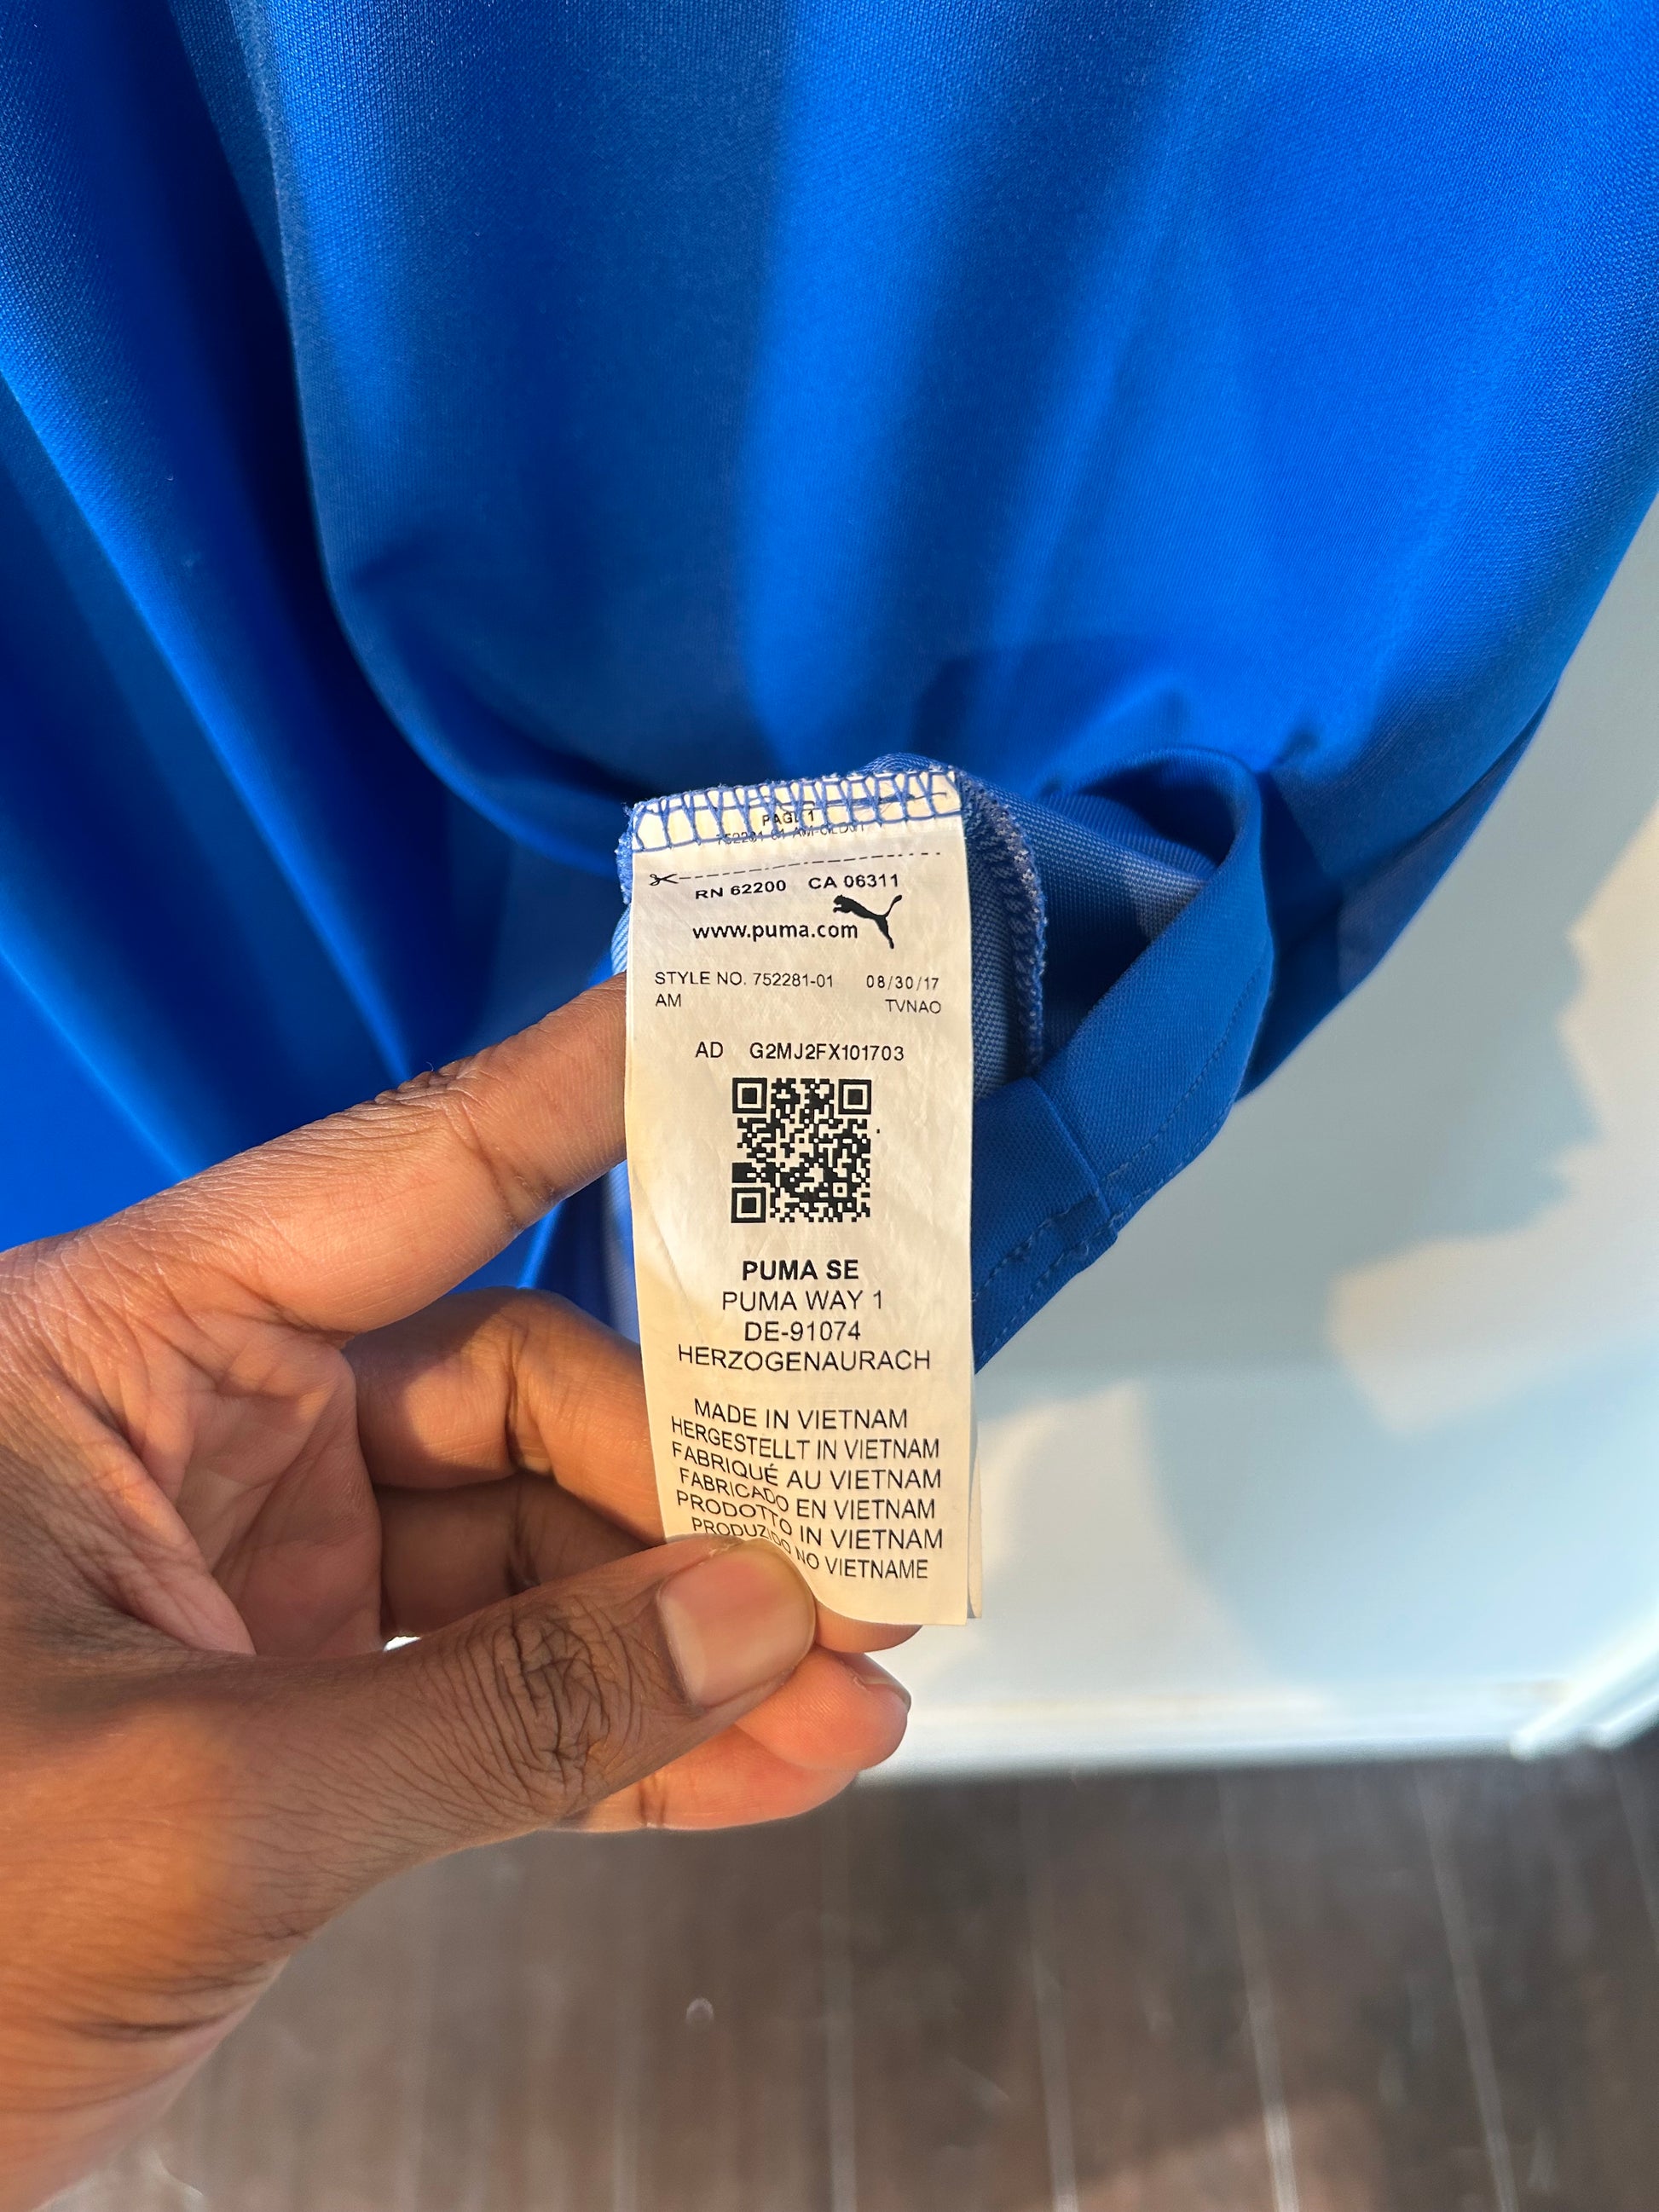 PAGE 1
RN 62200 CA 06311
www.puma.com
STYLE NO. 752281-01 08/30/17
AM TVNAO
AD G2MJ2FX101703
PUMA SE
PUMA WAY 1
DE-91074
HERZOGENAURACH
MADE IN VIETNAM
HERGESTELLT IN VIETNAM
FABRIQUÉ AU VIETNAM
FABRICADO EN VIETNAM
PRODOTTO IN VIETNAM
PRODUZIDO NO VIETNAME